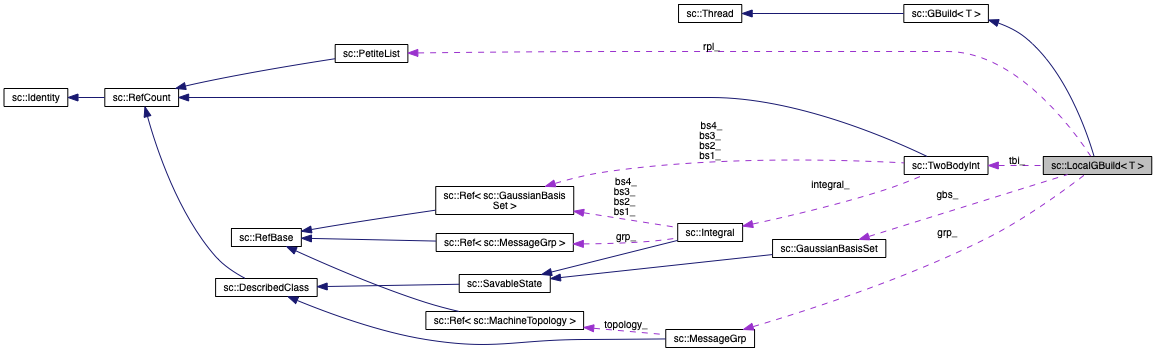 sc::Thread
sc::GBuild< T >
rpl_
sc::PetiteList
sc::Identity
sc::RefCount
bs4_
bs3_
bs2_
bs1_
tbi_
sc::TwoBodyInt
sc::LocalGBuild< T >
integral_
bs4_
bs3_
bs2_
bs1_
gbs_
sc::Ref< sc::GaussianBasis
Set >
grp_
sc::RefBase
sc::Ref< sc::MessageGrp >
grp_
sc::Integral
sc::GaussianBasisSet
sc::DescribedClass
sc::SavableState
sc::Ref< sc::MachineTopology >
topology_
sc::MessageGrp